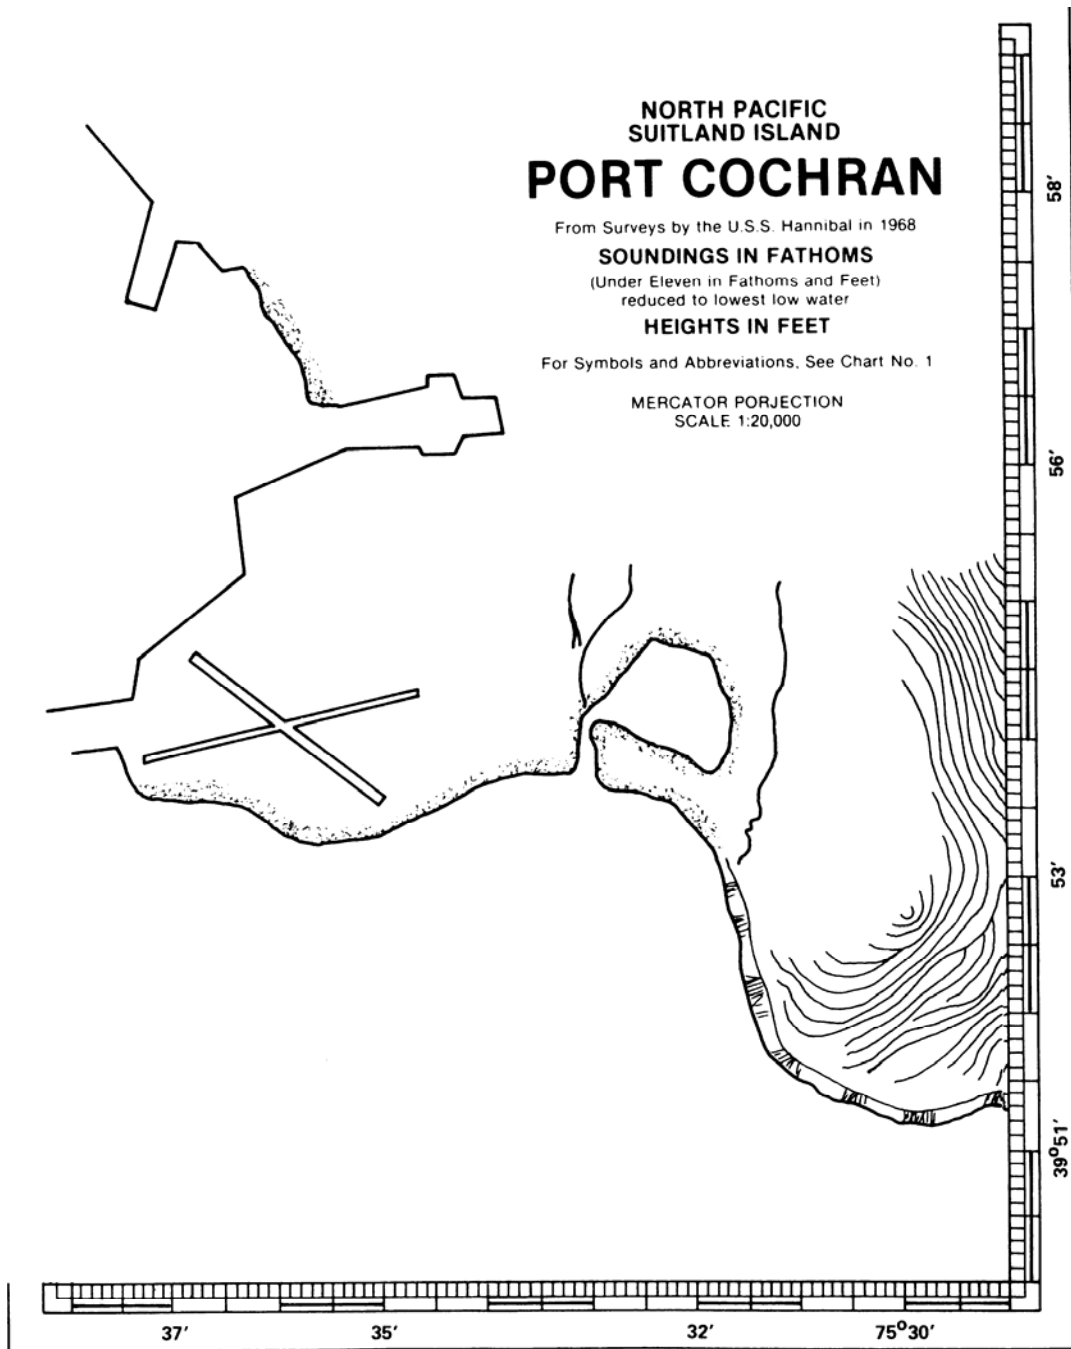 NORTH PACIFIC
SUITLAND ISLAND
PORT COCHRAN
From Surveys by the U.S.S. Hannibal in 1968
SOUNDINGS IN FATHOMS
(Under Eleven in Fathoms and Feet)
reduced to lowest low water
HEIGHTS IN FEET
For Symbols and Abbreviations, See Chart No. 1
MERCATOR PORJECTION
SCALE 1:20,000
58′
56′
53′
39°51′
37′
35′
32′
75°30′